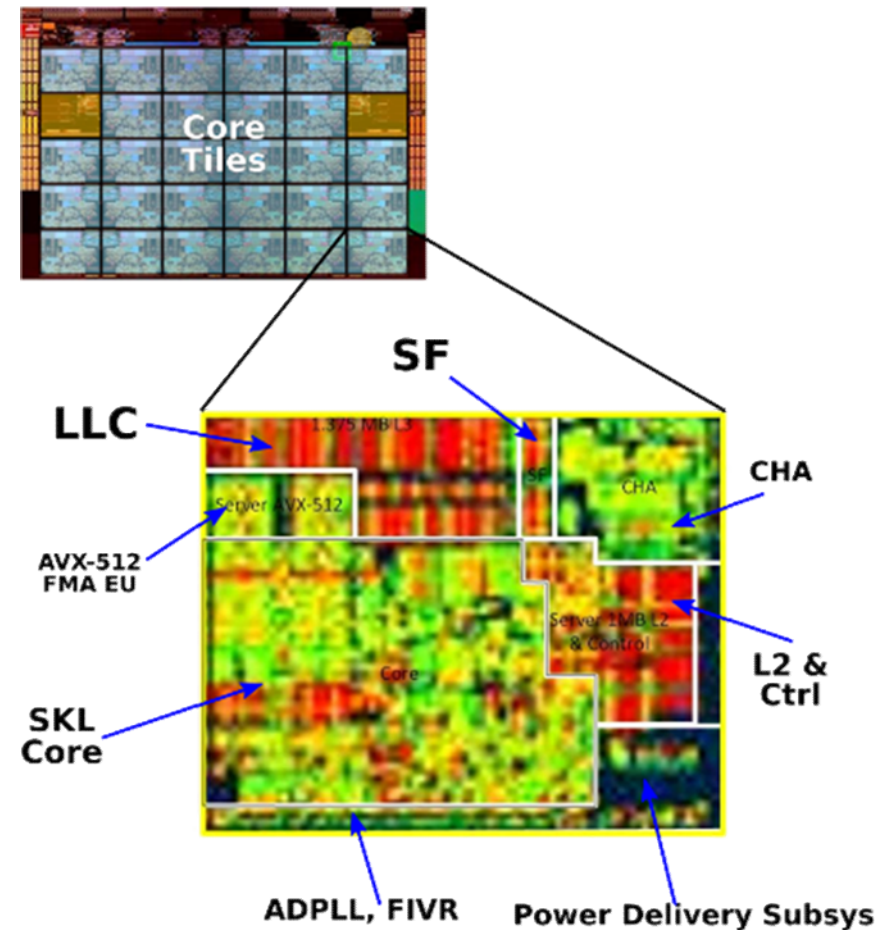 Core
Tiles
SF
LLC
1.375 MB L3
SF
CHA
CHA
Server AVX-512
AVX-512
FMA EU
Server 1MB L2
& Control
L2 &
Ctrl
Core
SKL
Core
ADPLL, FIVR
Power Delivery Subsys